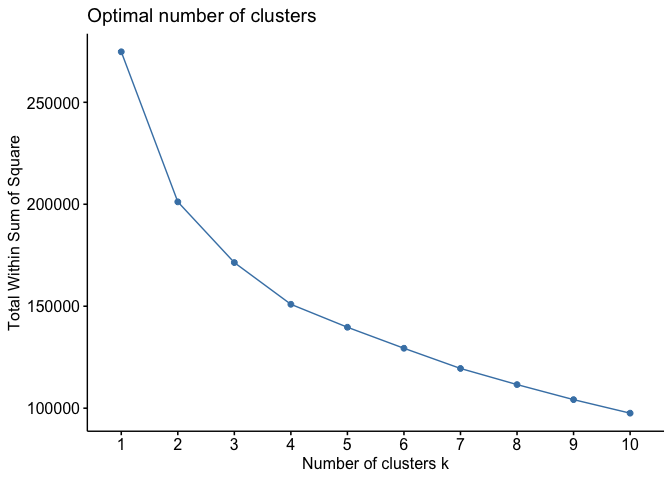 Optimal number of clusters
Total Within Sum of Square
250000
200000
150000
100000
1 2 3 4 5 6 7 8 9 10
Number of clusters k